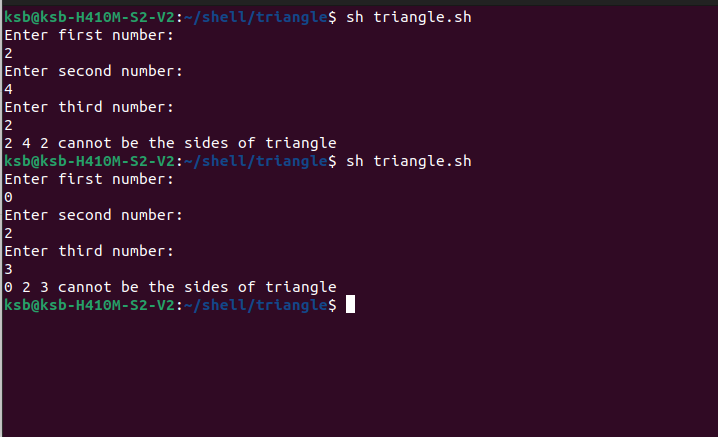 ksb@ksb-H410M-S2-V2:~/shell/triangle$ sh triangle.sh
Enter first number:
2
Enter second number:
4
Enter third number:
2
2 4 2 cannot be the sides of triangle
ksb@ksb-H410M-S2-V2:~/shell/triangle$ sh triangle.sh
Enter first number:
0
Enter second number:
2
Enter third number:
3
0 2 3 cannot be the sides of triangle
ksb@ksb-H410M-S2-V2:~/shell/triangle$